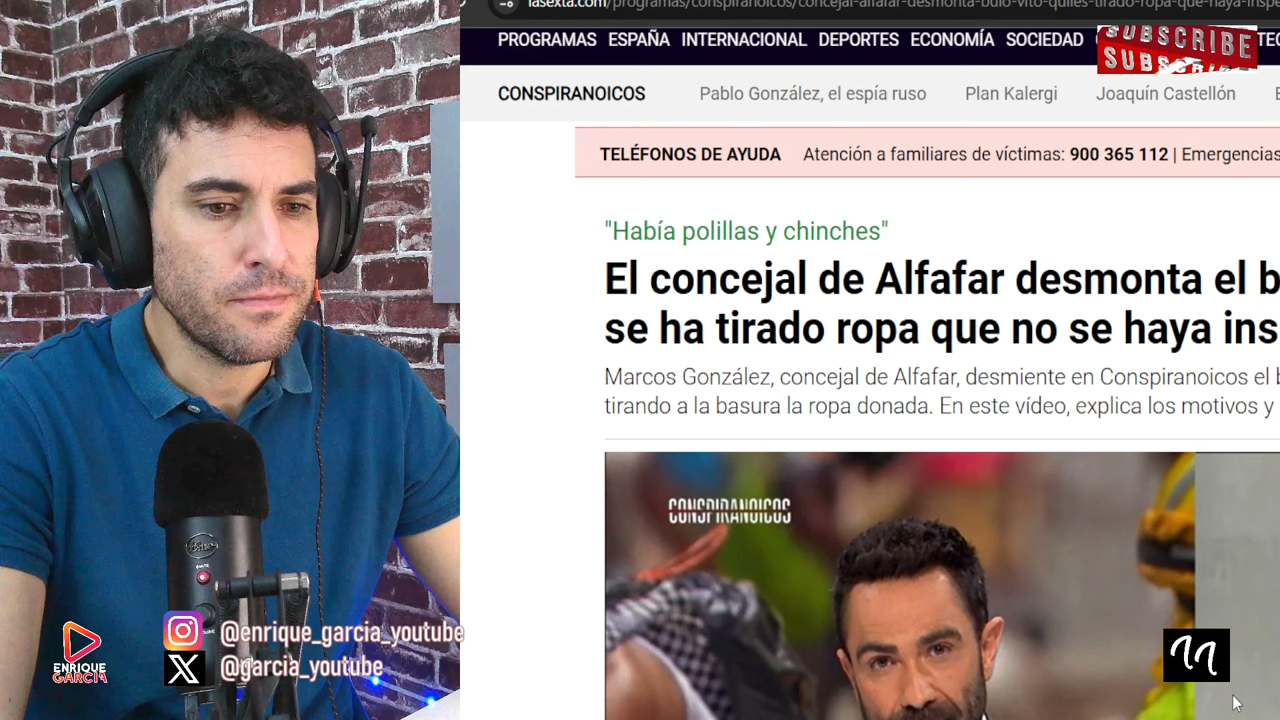 lasexta.com/programas/conspiranoicos/concejal-alfafar-desmonta-bulo-vito-quiles-tirado-ropa-que-haya-inspe
PROGRAMAS ESPAÑA INTERNACIONAL DEPORTES ECONOMÍA SOCIEDAD TEC
SUBSCRIBE
SUBSCRIBE
CONSPIRANOICOS Pablo González, el espía ruso Plan Kalergi Joaquín Castellón
TELÉFONOS DE AYUDA Atención a familiares de víctimas: 900 365 112 | Emergencias
"Había polillas y chinches"
El concejal de Alfafar desmonta el b
se ha tirado ropa que no se haya ins
Marcos González, concejal de Alfafar, desmiente en Conspiranoicos el b
tirando a la basura la ropa donada. En este vídeo, explica los motivos y
CONSPIRANOICOS
Blue
ENRIQUE
GARCIA
@enrique_garcia_youtube
@garcia_youtube